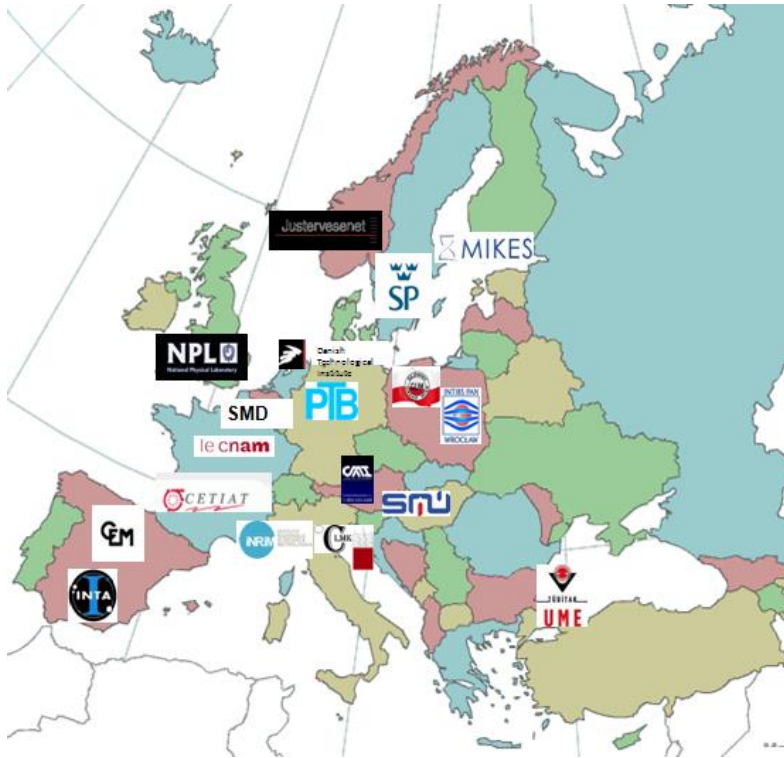 Justervesenet
MIKES
SP
NPL
National Physical Laboratory
Danish
Technological
Institute
PTB
INTIBS PAN
WROCŁAW
SMD
le cnam
CETIAT
CMI
SMU
CEM
INRIM
LMK
INTA
TÜBİTAK
UME